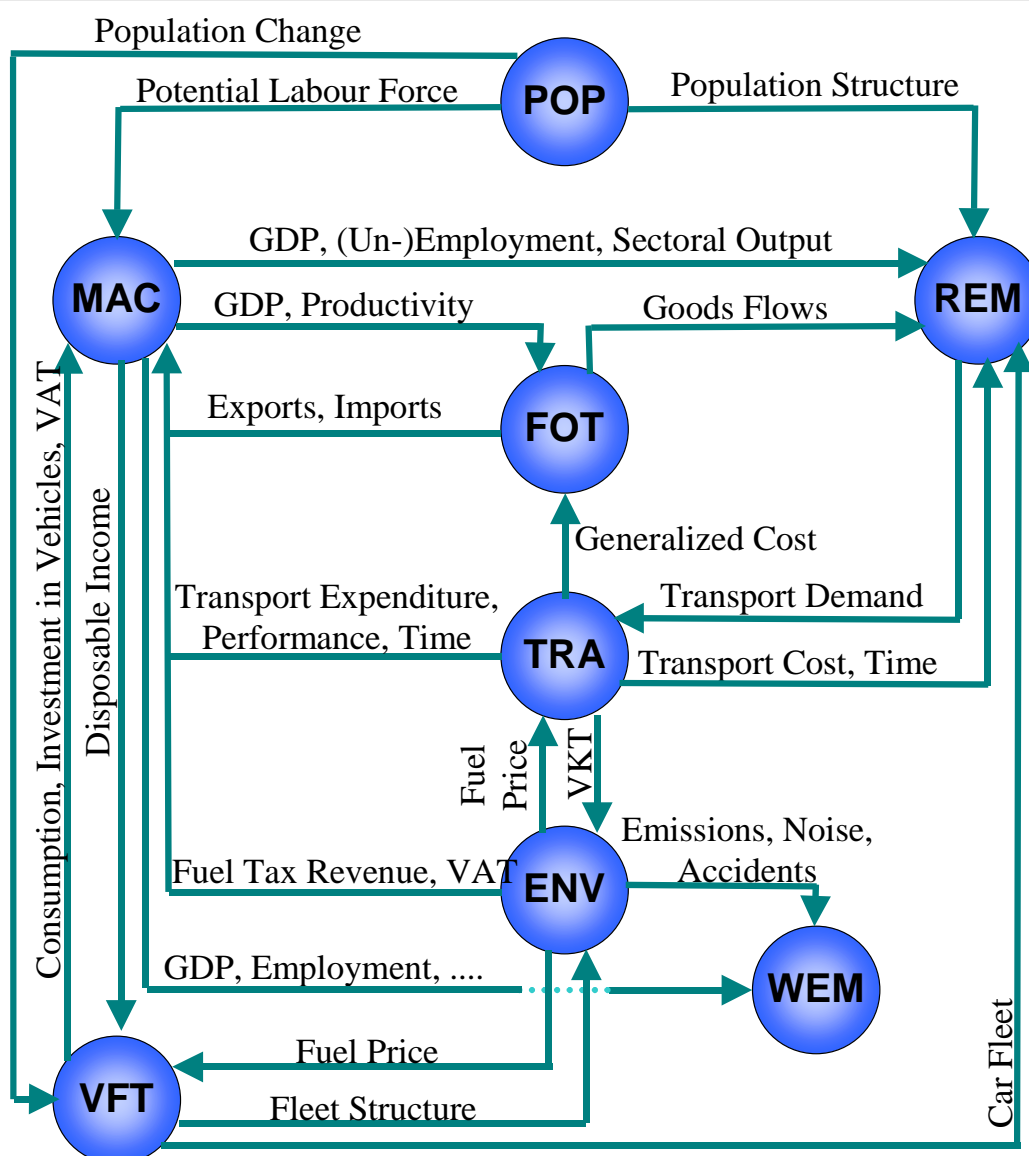 Population Change
POP
Potential Labour Force
Population Structure
GDP, (Un-)Employment, Sectoral Output
MAC
REM
GDP, Productivity
Goods Flows
Exports, Imports
FOT
Consumption, Investment in Vehicles, VAT
Disposable Income
Generalized Cost
Transport Expenditure,
Performance, Time
TRA
Transport Demand
Transport Cost, Time
Fuel
Price
VKT
Emissions, Noise,
Accidents
Fuel Tax Revenue, VAT
ENV
GDP, Employment, ....
WEM
Fuel Price
VFT
Fleet Structure
Car Fleet